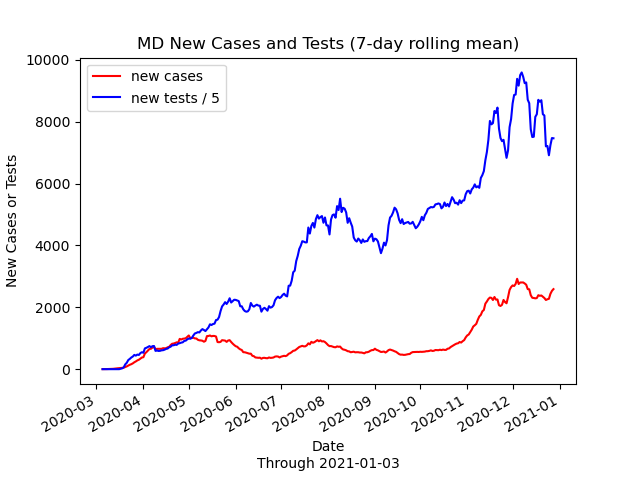 MD New Cases and Tests (7-day rolling mean)
new cases
new tests / 5
New Cases or Tests
10000
8000
6000
4000
2000
0
2020-03
2020-04
2020-05
2020-06
2020-07
2020-08
2020-09
2020-10
2020-11
2020-12
2021-01
Date
Through 2021-01-03